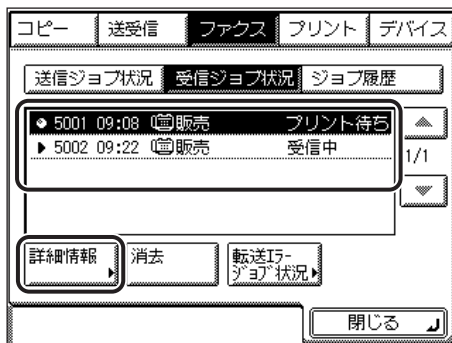 コピー 送受信 ファクス プリント デバイス
送信ジョブ状況 受信ジョブ状況 ジョブ履歴
5001 09:08 販売 プリント待ち
5002 09:22 販売 受信中
1/1
詳細情報 消去 転送エラー
ジョブ状況
閉じる